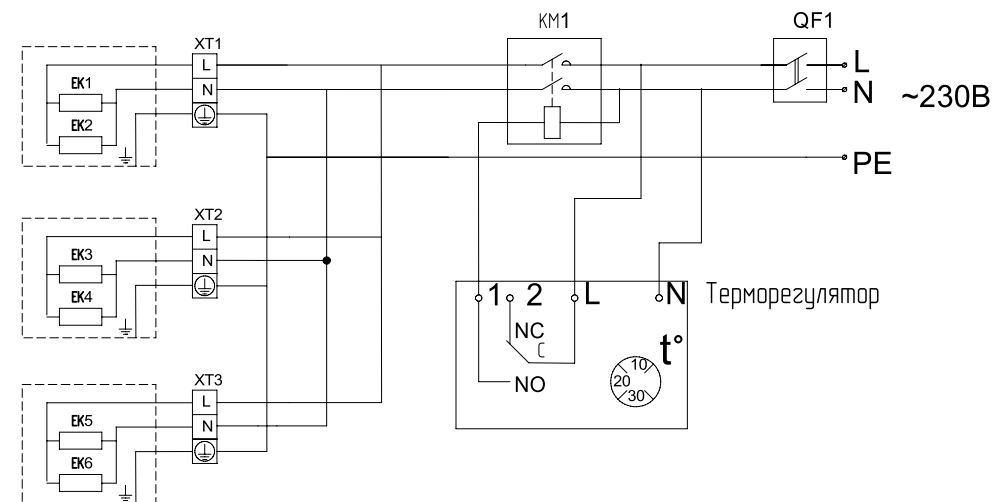 KM1
QF1
XT1
L
L
EK1
N
N
~230В
EK2
PE
XT2
L
EK3
N
EK4
1
2
L
N
Терморегулятор
NC
C
t°
10
20
30
NO
XT3
L
EK5
N
EK6